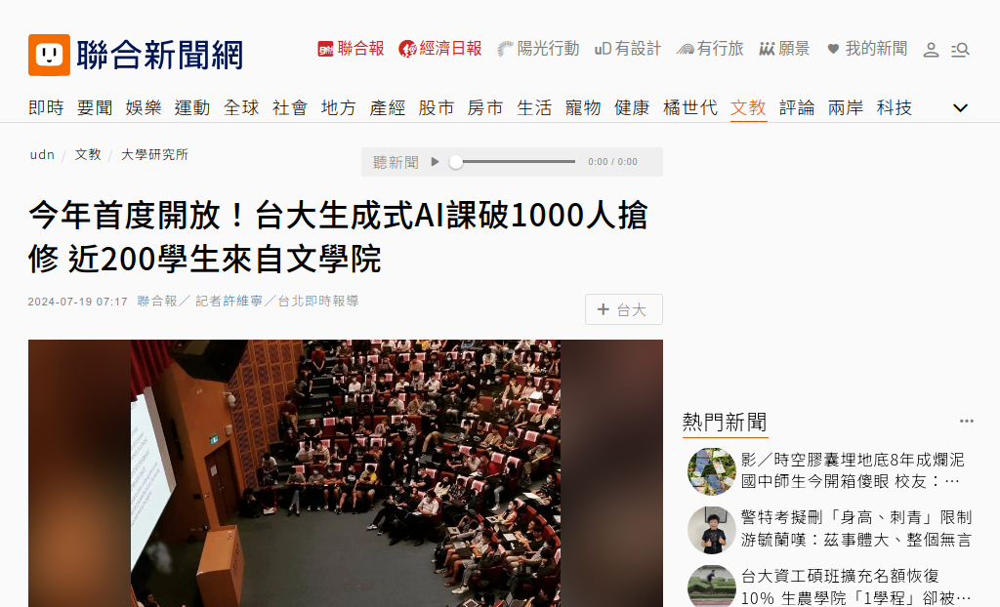 聯合新聞網
聯合報 經濟日報 陽光行動 uD有設計 有行旅 願景 我的新聞
即時 要聞 娛樂 運動 全球 社會 地方 產經 股市 房市 生活 寵物 健康 橘世代 文教 評論 兩岸 科技
udn / 文教 / 大學研究所
聽新聞 0:00 / 0:00
今年首度開放！台大生成式AI課破1000人搶
修 近200學生來自文學院
2024-07-19 07:17 聯合報／ 記者許維寧／台北即時報導
+ 台大
熱門新聞
影／時空膠囊埋地底8年成爛泥
國中師生今開箱傻眼 校友：⋯
警特考擬刪「身高、刺青」限制
游毓蘭嘆：茲事體大、整個無言
台大資工碩班擴充名額恢復
10% 生農學院「1學程」卻被⋯